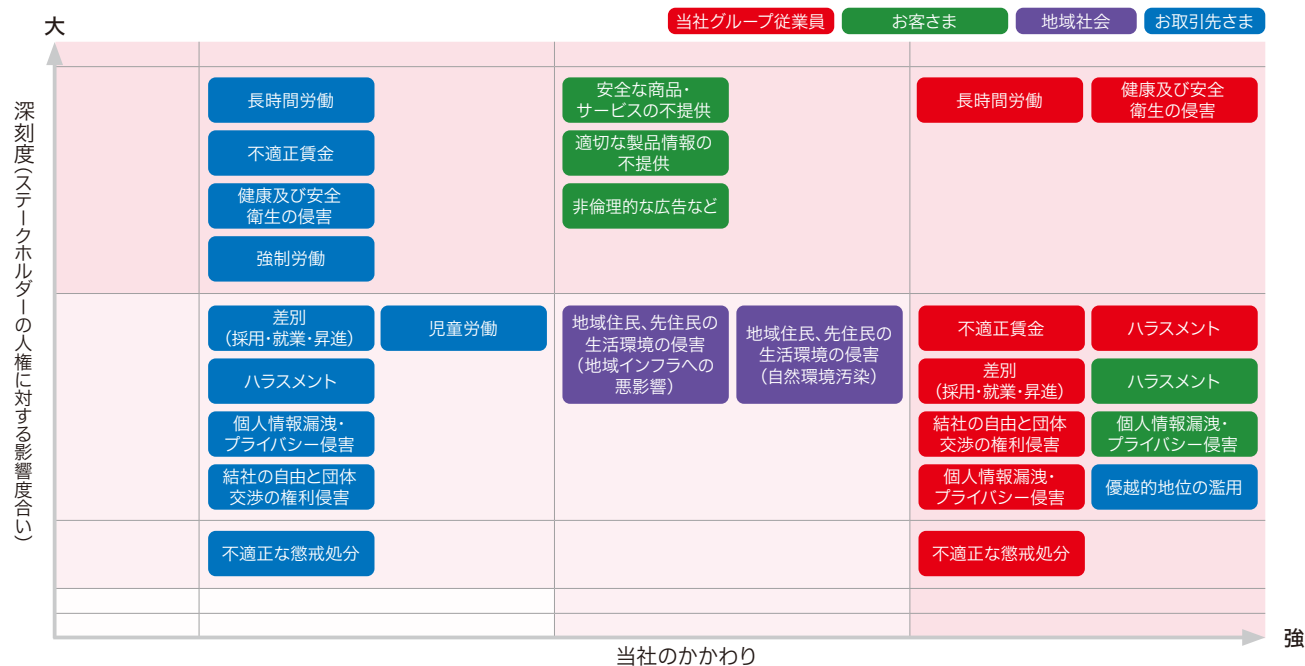 当社グループ従業員
お客さま
地域社会
お取引先さま
大
深刻度(ステークホルダーの人権に対する影響度合い)
長時間労働
不適正賃金
健康及び安全
衛生の侵害
強制労働
安全な商品・
サービスの不提供
適切な製品情報の
不提供
非倫理的な広告など
長時間労働
健康及び安全
衛生の侵害
差別
(採用・就業・昇進)
児童労働
ハラスメント
個人情報漏洩・
プライバシー侵害
結社の自由と団体
交渉の権利侵害
地域住民、先住民の
生活環境の侵害
(地域インフラへの
悪影響)
地域住民、先住民の
生活環境の侵害
(自然環境汚染)
不適正賃金
ハラスメント
差別
(採用・就業・昇進)
ハラスメント
結社の自由と団体
交渉の権利侵害
個人情報漏洩・
プライバシー侵害
個人情報漏洩・
プライバシー侵害
優越的地位の濫用
不適正な懲戒処分
不適正な懲戒処分
当社のかかわり
強